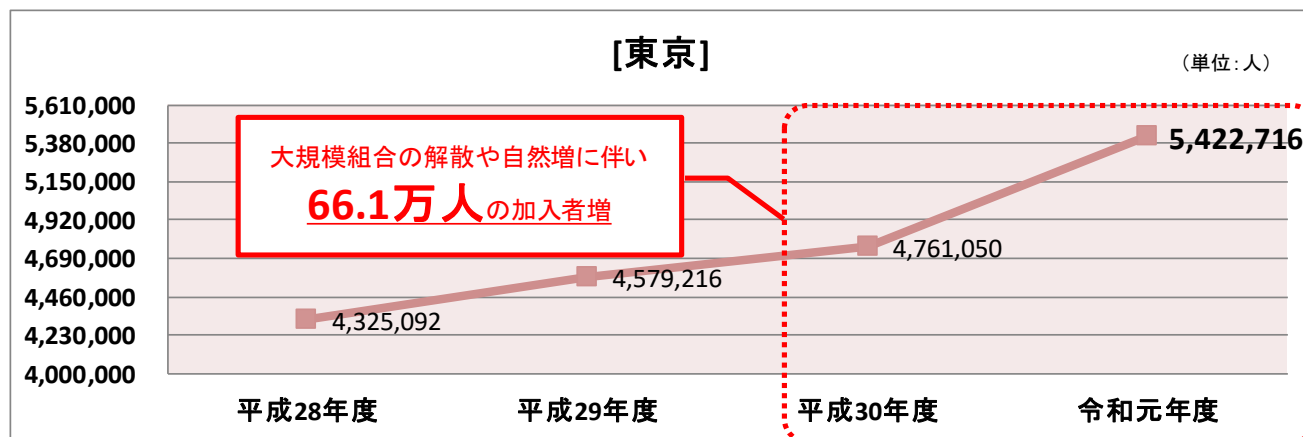 [東京]
(単位:人)
5,610,000
5,380,000
5,150,000
4,920,000
4,690,000
4,460,000
4,230,000
4,000,000
大規模組合の解散や自然増に伴い
66.1万人の加入者増
5,422,716
4,761,050
4,579,216
4,325,092
平成28年度 平成29年度 平成30年度 令和元年度